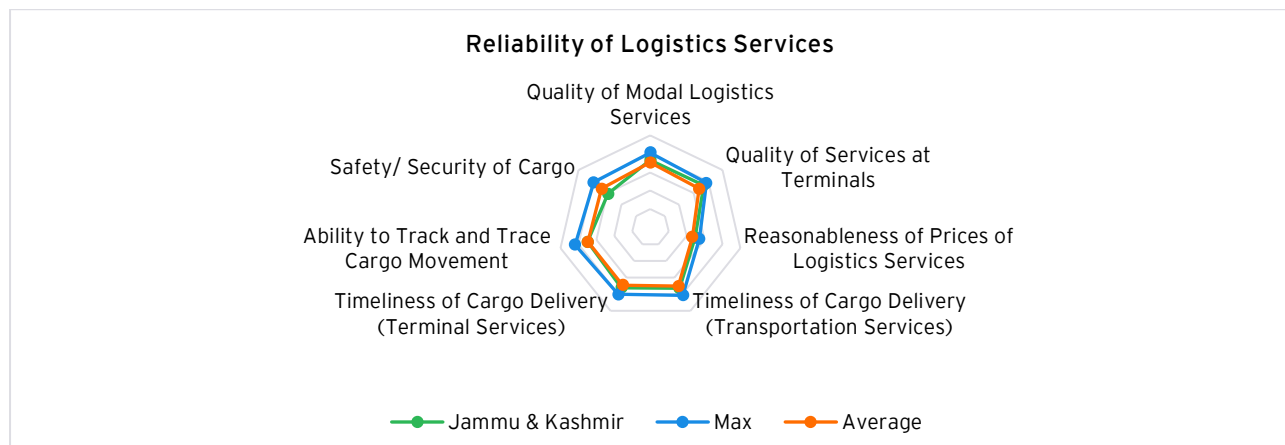 Reliability of Logistics Services
Quality of Modal Logistics
Services
Quality of Services at
Terminals
Reasonableness of Prices of
Logistics Services
Timeliness of Cargo Delivery
(Transportation Services)
Timeliness of Cargo Delivery
(Terminal Services)
Ability to Track and Trace
Cargo Movement
Safety/ Security of Cargo
Jammu & Kashmir
Max
Average